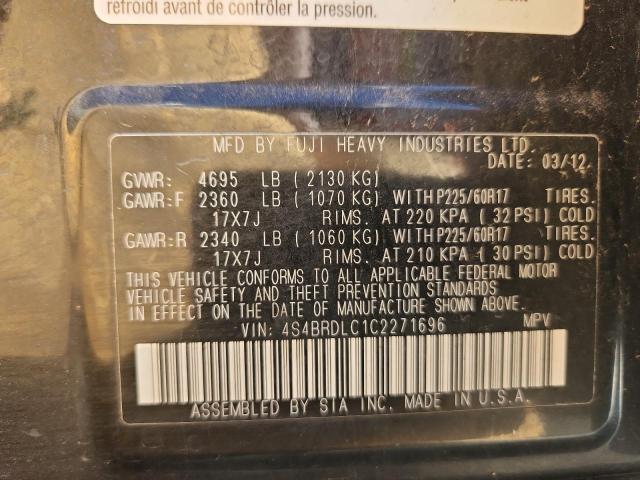 refroidi avant de contrôler la pression.
MFD BY FUJI HEAVY INDUSTRIES LTD.
DATE: 03/12
GVWR: 4695 LB ( 2130 KG)
GAWR:F 2360 LB ( 1070 KG) WITH P225/60R17 TIRES.
17X7J RIMS. AT 220 KPA ( 32 PSI) COLD
GAWR:R 2340 LB ( 1060 KG) WITH P225/60R17 TIRES.
17X7J RIMS. AT 210 KPA ( 30 PSI) COLD
THIS VEHICLE CONFORMS TO ALL APPLICABLE FEDERAL MOTOR
VEHICLE SAFETY AND THEFT PREVENTION STANDARDS
IN EFFECT ON THE DATE OF MANUFACTURE SHOWN ABOVE.
VIN: 4S4BRDLC1C2271696 MPV
ASSEMBLED BY SIA INC. MADE IN U.S.A.